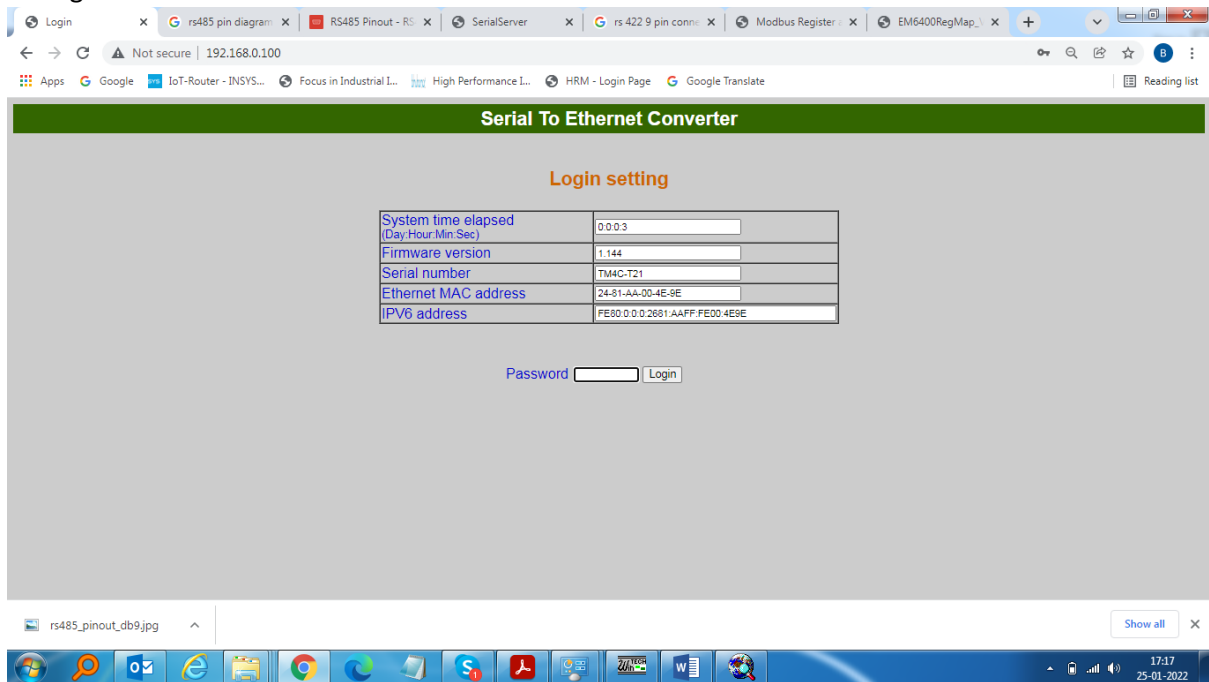 Login
rs485 pin diagram
RS485 Pinout - RS
SerialServer
rs 422 9 pin conne
Modbus Register a
EM6400RegMap_V
Not secure | 192.168.0.100
B
Apps
Google
IoT-Router - INSYS...
Focus in Industrial I...
High Performance I...
HRM - Login Page
Google Translate
Reading list
Serial To Ethernet Converter
Login setting
System time elapsed
(Day:Hour:Min:Sec)
0:0:0:3
Firmware version
1.144
Serial number
TM4C-T21
Ethernet MAC address
24-81-AA-00-4E-9E
IPV6 address
FE80:0:0:0:2681:AAFF:FE00:4E9E
Password
Login
rs485_pinout_db9.jpg
Show all
17:17
25-01-2022